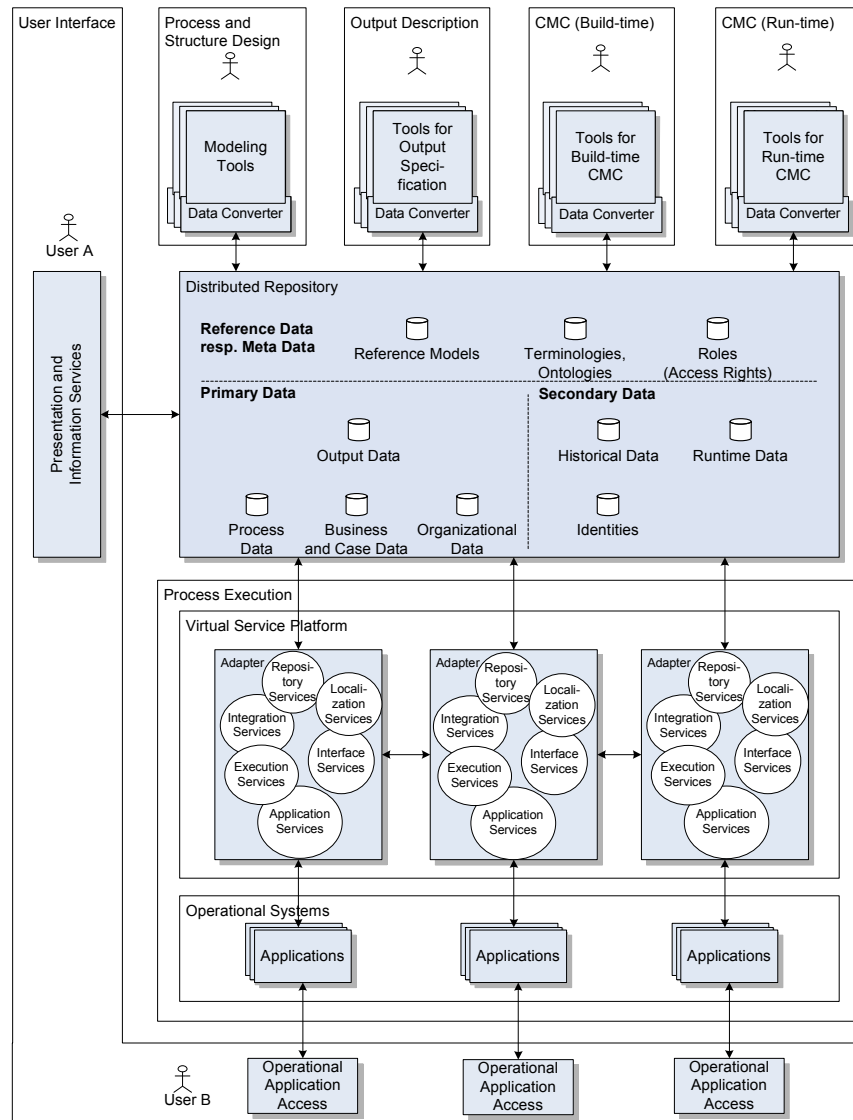 User Interface
Process and
Structure Design
Output Description
CMC (Build-time)
CMC (Run-time)
Modeling
Tools
Data Converter
Tools for
Output
Speci-
fication
Data Converter
Tools for
Build-time
CMC
Data Converter
Tools for
Run-time
CMC
Data Converter
User A
Presentation and
Information Services
Distributed Repository
Reference Data
resp. Meta Data
Reference Models
Terminologies,
Ontologies
Roles
(Access Rights)
Primary Data
Secondary Data
Output Data
Historical Data
Runtime Data
Process
Data
Business
and Case Data
Organizational
Data
Identities
Process Execution
Virtual Service Platform
Adapter
Reposi-
tory
Services
Locali-
zation
Services
Integration
Services
Interface
Services
Execution
Services
Application
Services
Adapter
Reposi-
tory
Services
Locali-
zation
Services
Integration
Services
Interface
Services
Execution
Services
Application
Services
Adapter
Reposi-
tory
Services
Locali-
zation
Services
Integration
Services
Interface
Services
Execution
Services
Application
Services
Operational Systems
Applications
Applications
Applications
User B
Operational
Application
Access
Operational
Application
Access
Operational
Application
Access